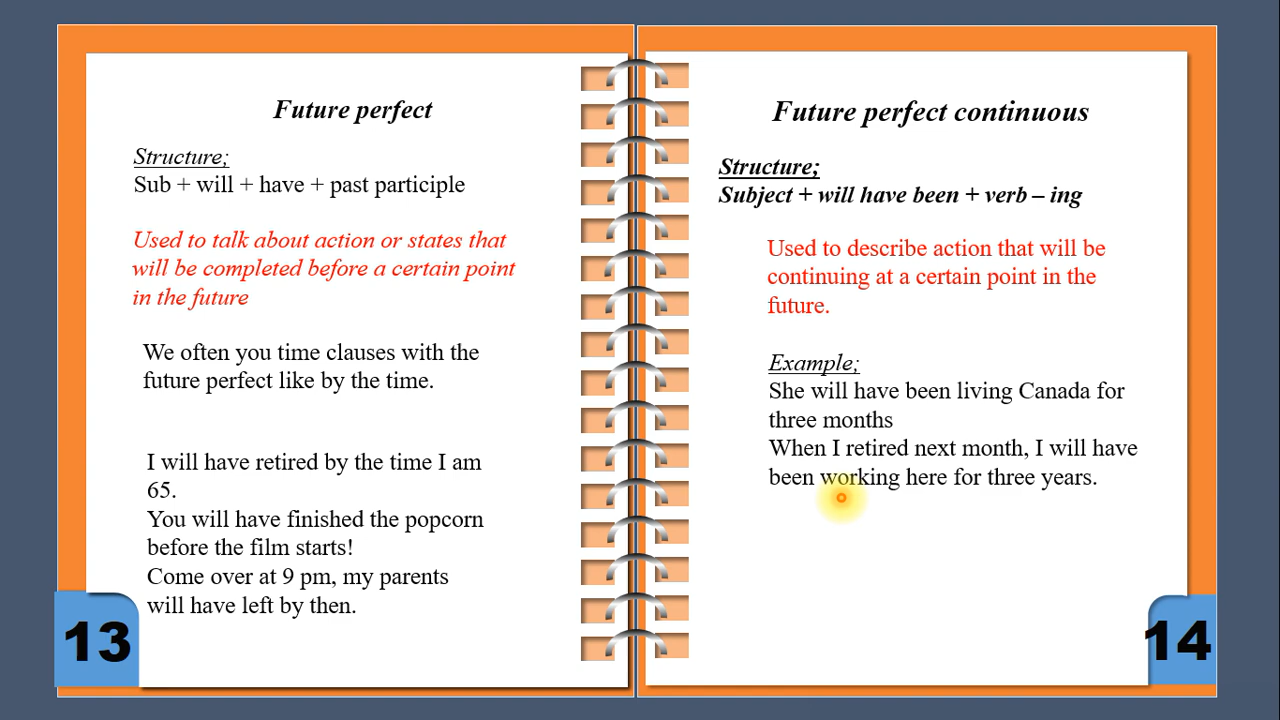 Future perfect
Structure;
Sub + will + have + past participle
Used to talk about action or states that
will be completed before a certain point
in the future
We often you time clauses with the
future perfect like by the time.
I will have retired by the time I am
65.
You will have finished the popcorn
before the film starts!
Come over at 9 pm, my parents
will have left by then.
13
Future perfect continuous
Structure;
Subject + will have been + verb – ing
Used to describe action that will be
continuing at a certain point in the
future.
Example;
She will have been living Canada for
three months
When I retired next month, I will have
been working here for three years.
14